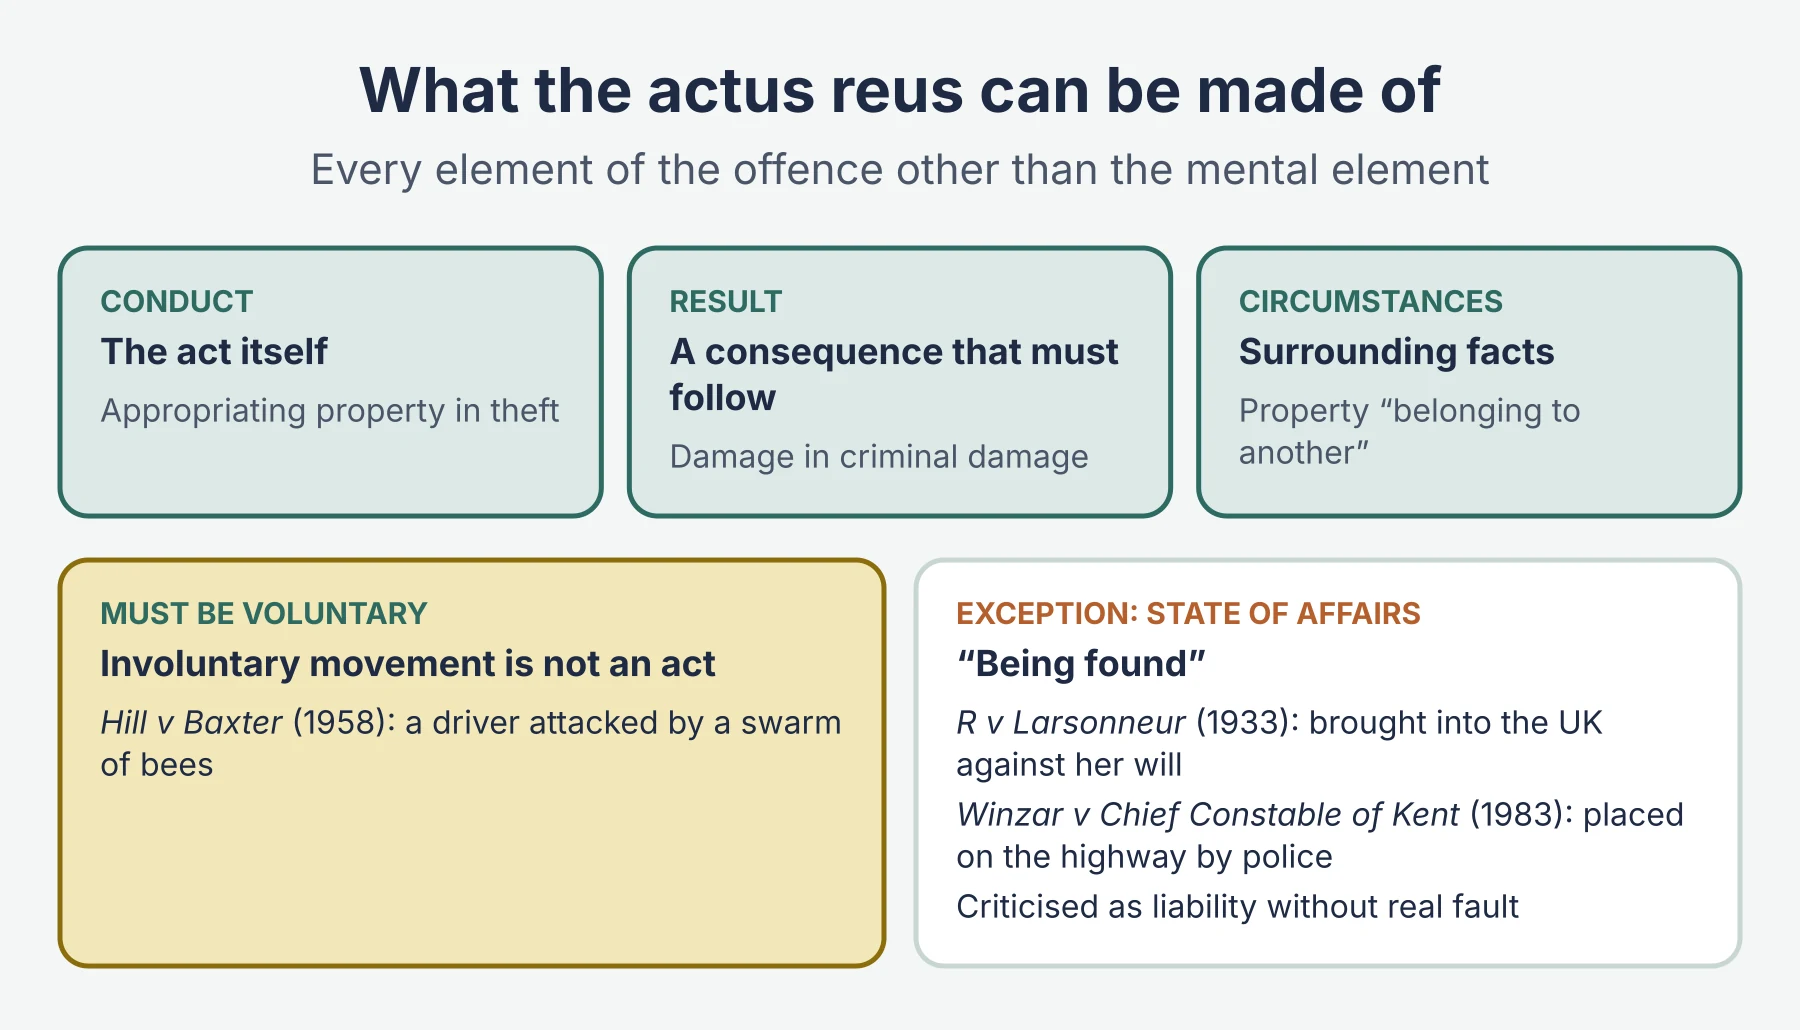 What the actus reus can be made of
Every element of the offence other than the mental element
CONDUCT
The act itself
Appropriating property in theft
RESULT
A consequence that must
follow
Damage in criminal damage
CIRCUMSTANCES
Surrounding facts
Property “belonging to
another”
MUST BE VOLUNTARY
Involuntary movement is not an act
Hill v Baxter (1958): a driver attacked by a swarm
of bees
EXCEPTION: STATE OF AFFAIRS
“Being found”
R v Larsonneur (1933): brought into the UK
against her will
Winzar v Chief Constable of Kent (1983): placed
on the highway by police
Criticised as liability without real fault